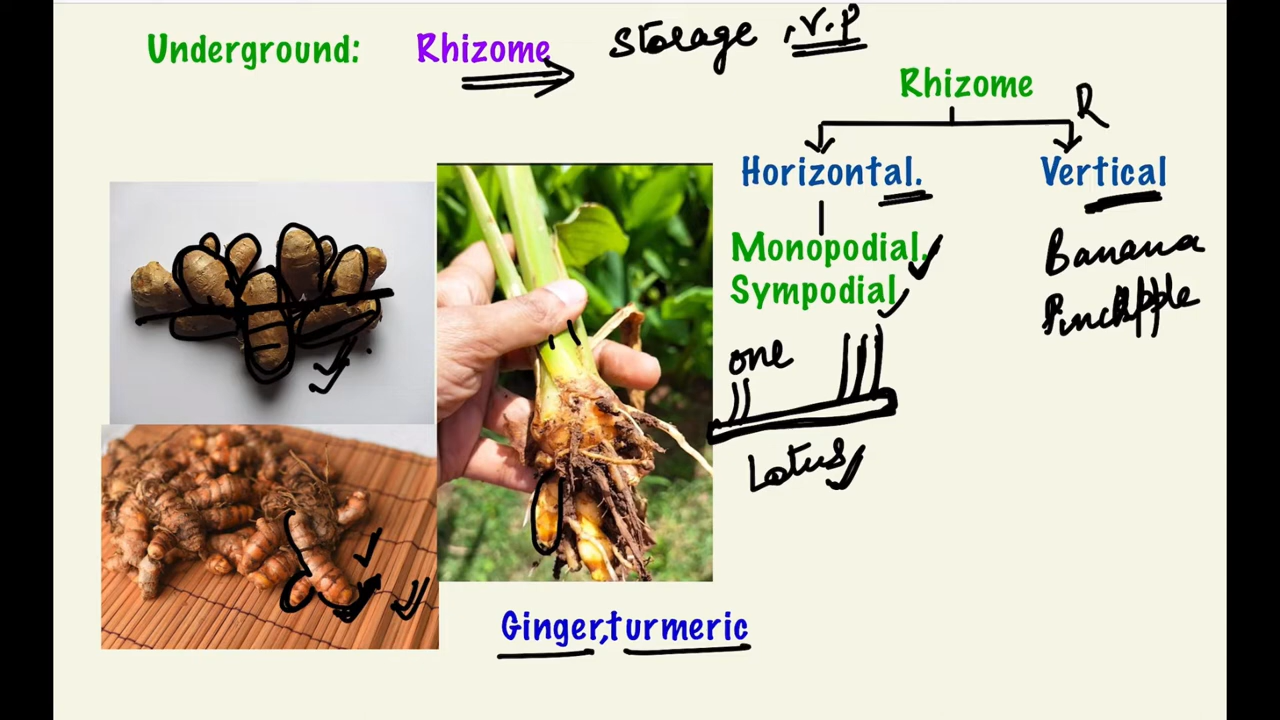 Underground: Rhizome Storage, V.P
Rhizome
R
Horizontal. Vertical
Monopodial. Banana
Sympodial Pineapple
one
Lotus
Ginger,turmeric